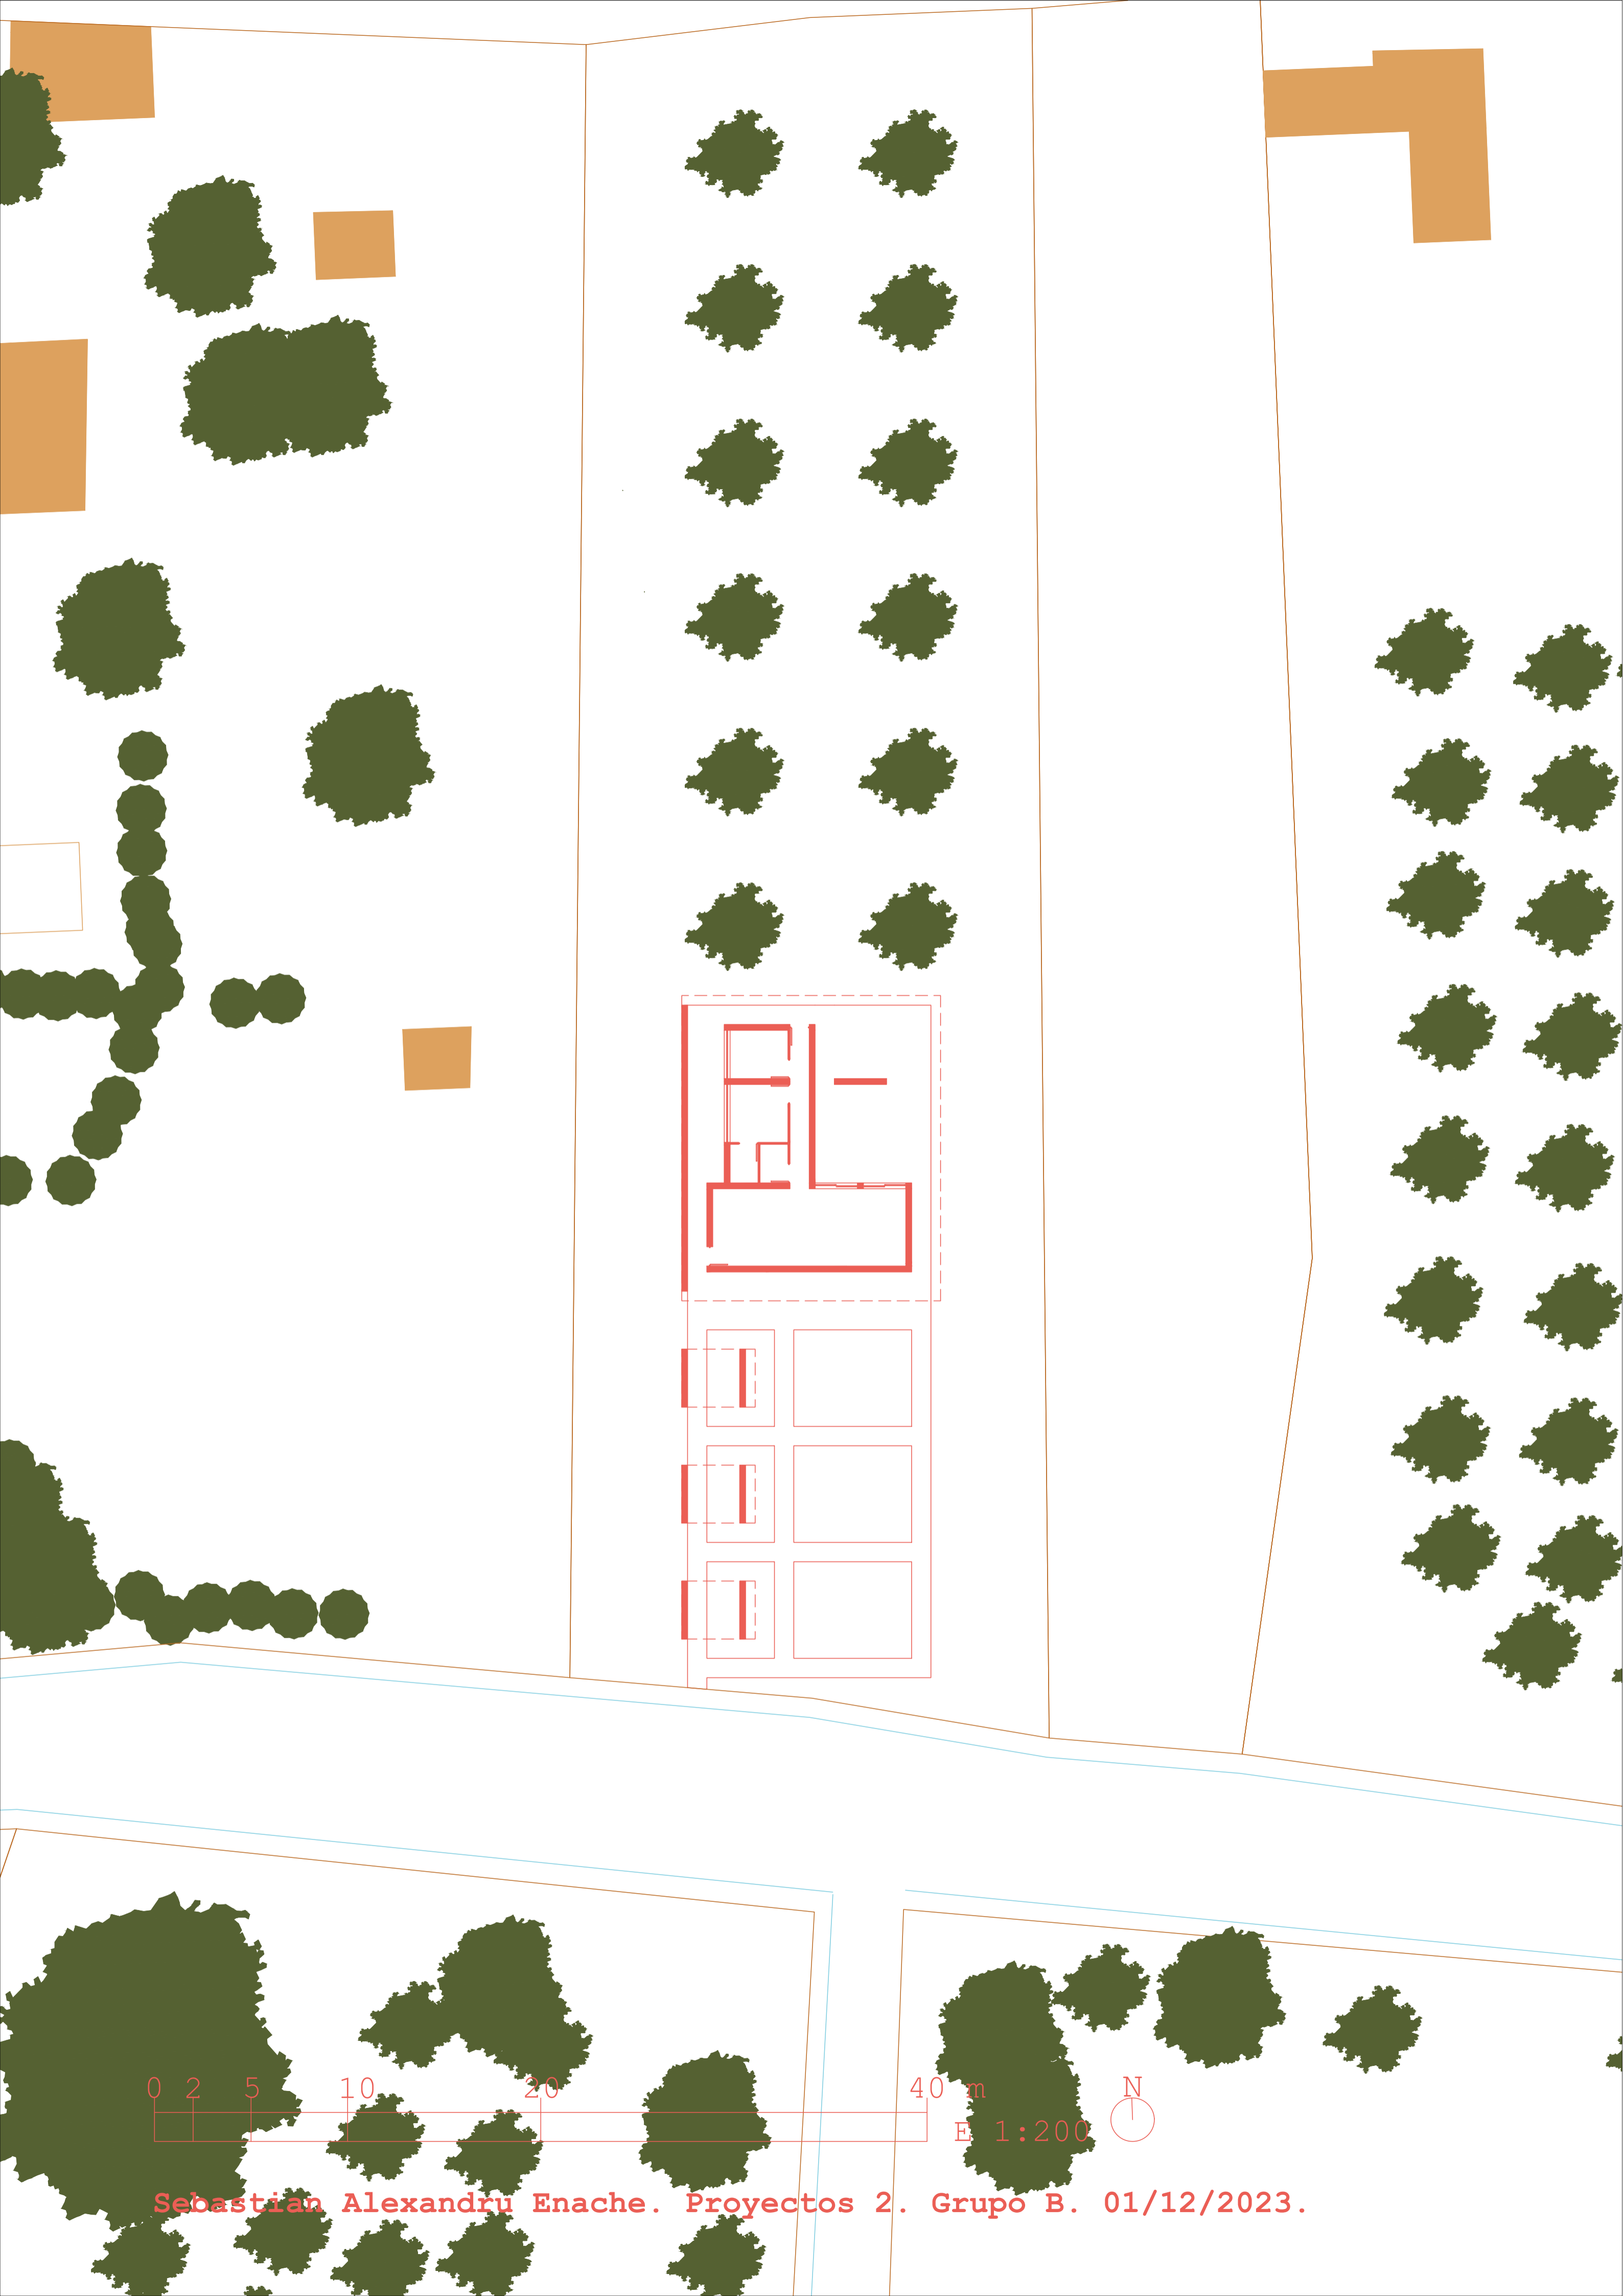 0 2 5 10 20 40 m N
E 1:200
Sebastian Alexandru Enache. Proyectos 2. Grupo B. 01/12/2023.